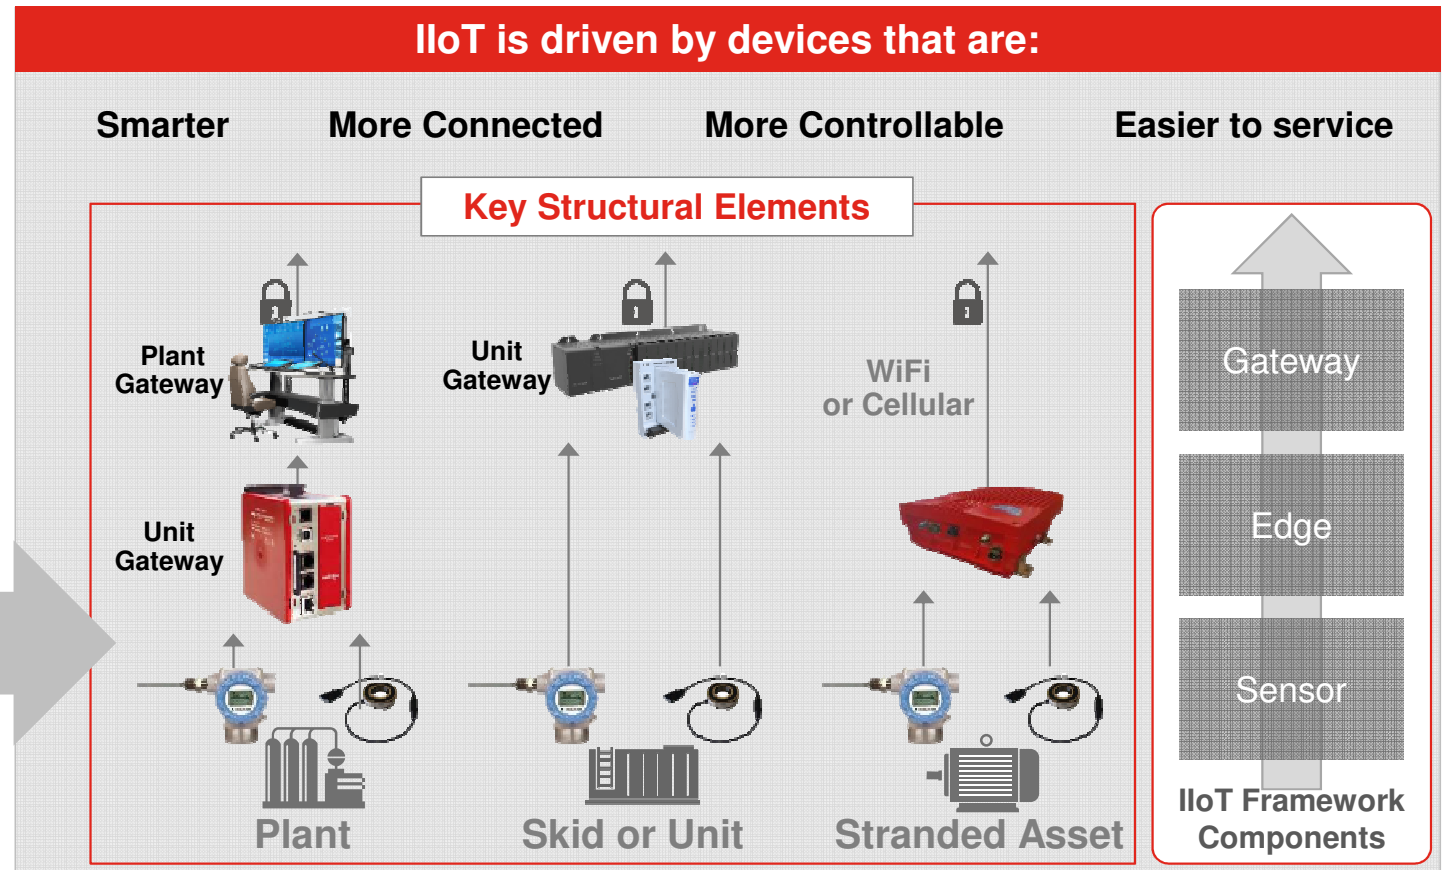 IIoT is driven by devices that are:
Smarter
More Connected
More Controllable
Easier to service
Key Structural Elements
Plant
Gateway
Unit
Gateway
WiFi
or Cellular
Unit
Gateway
Plant
Skid or Unit
Stranded Asset
Gateway
Edge
Sensor
IIoT Framework
Components